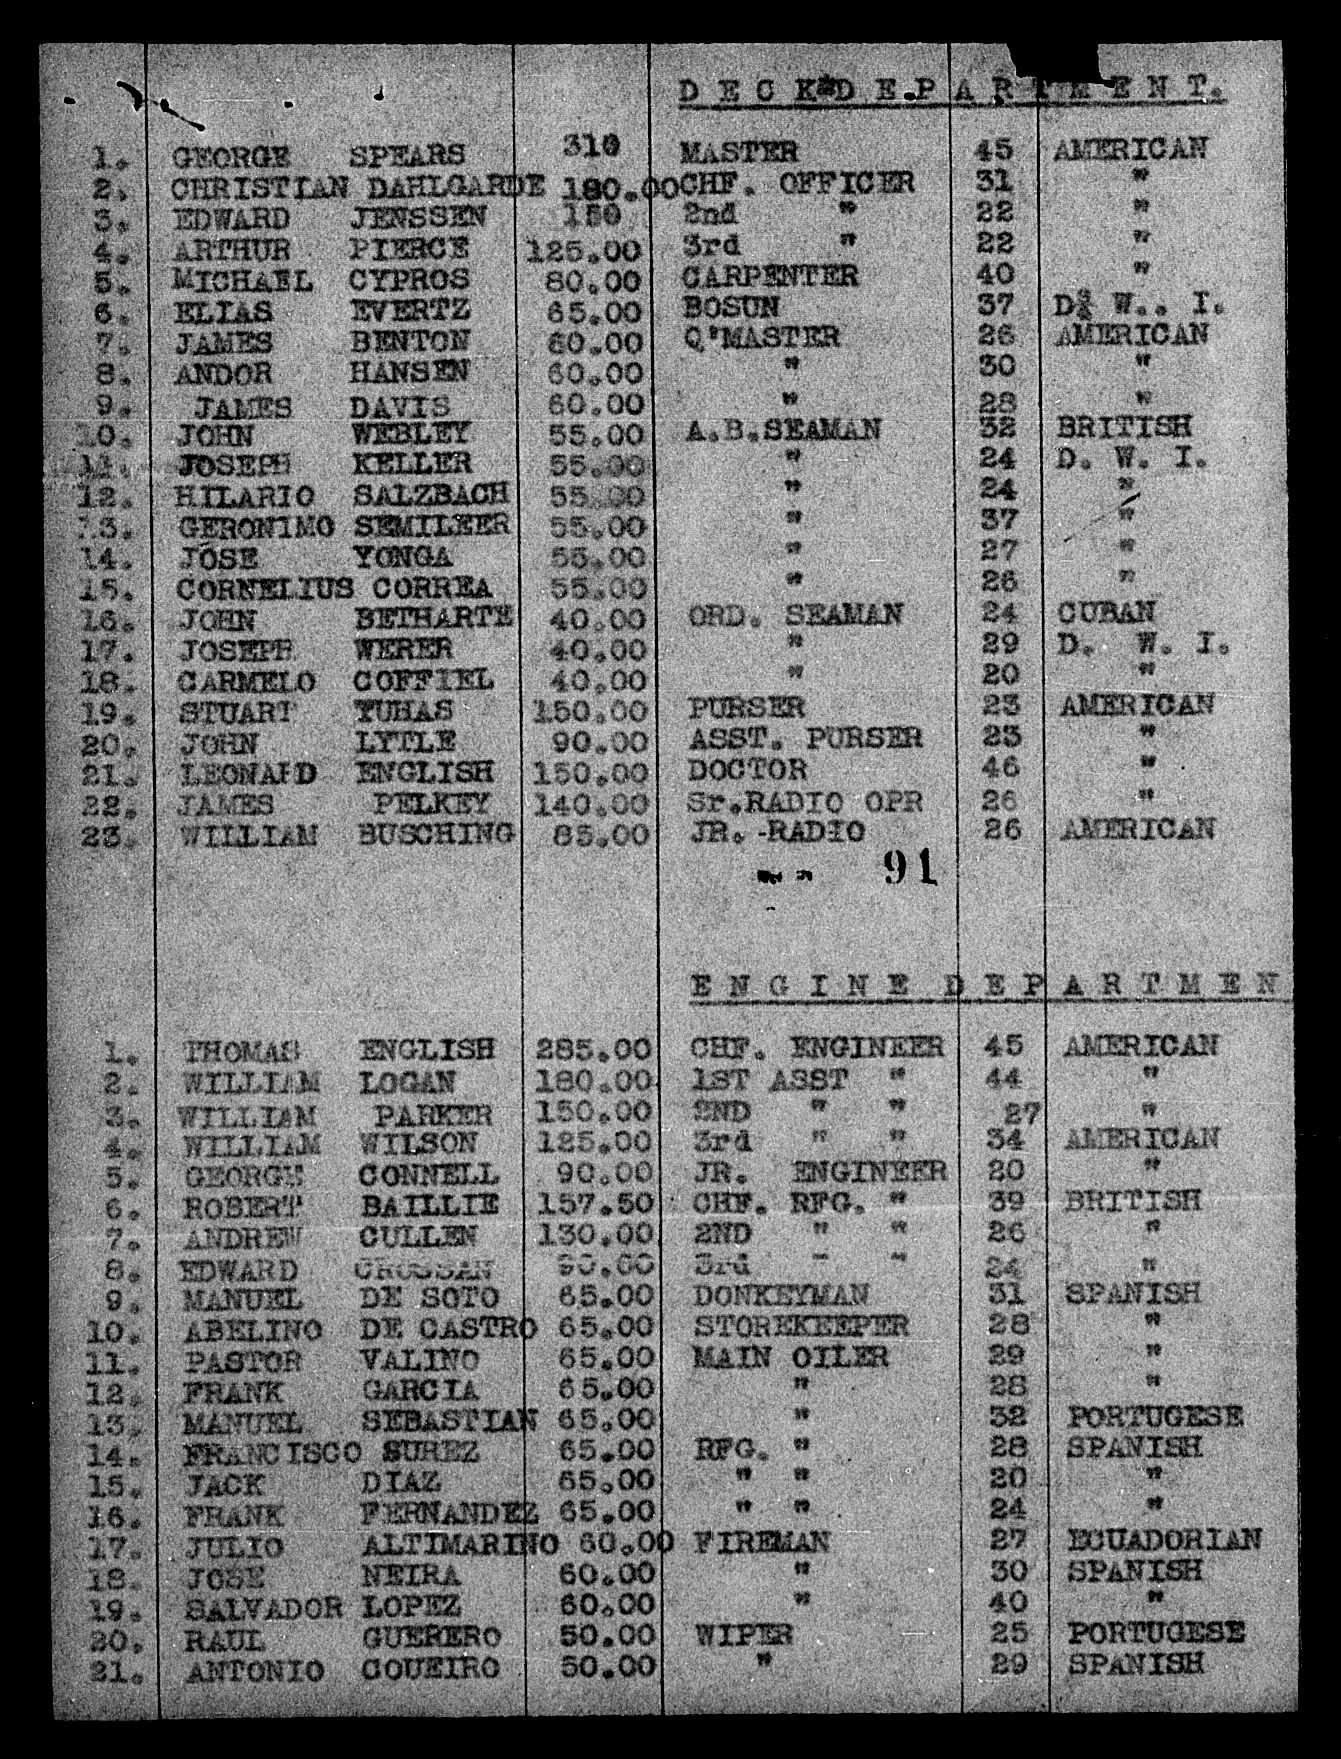 DECK DEPARTMENT.
1. GEORGE SPEARS 310 MASTER 45 AMERICAN
2. CHRISTIAN DAHLGARDE 180.00 CHF. OFFICER 31 "
3. EDWARD JENSSEN 150 2nd " 22 "
4. ARTHUR PIERCE 125.00 3rd " 22 "
5. MICHAEL CYPROS 80.00 CARPENTER 40 "
6. ELIAS EVERTZ 65.00 BOSUN 37 D. W.. I.
7. JAMES BENTON 60.00 Q'MASTER 26 AMERICAN
8. ANDOR HANSEN 60.00 " 30 "
9. JAMES DAVIS 60.00 " 28 "
10. JOHN WEBLEY 55.00 A.B.SEAMAN 32 BRITISH
11. JOSEPH KELLER 55.00 " 24 D. W. I.
12. HILARIO SALZBACH 55.00 " 24 "
13. GERONIMO SEMILEER 55.00 " 37 "
14. JOSE YONGA 55.00 " 27 "
15. CORNELIUS CORREA 55.00 " 26 "
16. JOHN BETHARTE 40.00 ORD. SEAMAN 24 CUBAN
17. JOSEPH WERER 40.00 " 29 D. W. I.
18. CARMELO COFFIEL 40.00 " 20 "
19. STUART YUHAS 150.00 PURSER 23 AMERICAN
20. JOHN LYTLE 90.00 ASST. PURSER 23 "
21. LEONARD ENGLISH 150.00 DOCTOR 46 "
22. JAMES PELKEY 140.00 Sr.RADIO OPR 26 "
23. WILLIAM BUSCHING 85.00 JR.-RADIO 26 AMERICAN
91
ENGINE DEPARTMEN
1. THOMAS ENGLISH 285.00 CHF. ENGINEER 45 AMERICAN
2. WILLIAM LOGAN 180.00 1ST ASST " 44 "
3. WILLIAM PARKER 150.00 2ND " " 27 "
4. WILLIAM WILSON 125.00 3rd " " 34 AMERICAN
5. GEORGE CONNELL 90.00 JR. ENGINEER 20 "
6. ROBERT BAILLIE 157.50 CHF. RFG. " 39 BRITISH
7. ANDREW CULLEN 130.00 2ND " " 26 "
8. EDWARD CROSSAN 90.00 3rd " " 24 "
9. MANUEL DE SOTO 65.00 DONKEYMAN 31 SPANISH
10. ABELINO DE CASTRO 65.00 STOREKEEPER 28 "
11. PASTOR VALINO 65.00 MAIN OILER 29 "
12. FRANK GARCIA 65.00 " 28 "
13. MANUEL SEBASTIAN 65.00 " 32 PORTUGESE
14. FRANCISCO SUREZ 65.00 RFG. " 28 SPANISH
15. JACK DIAZ 65.00 " " 20 "
16. FRANK FERNANDEZ 65.00 " " 24 "
17. JULIO ALTIMARINO 60.00 FIREMAN 27 ECUADORIAN
18. JOSE NEIRA 60.00 " 30 SPANISH
19. SALVADOR LOPEZ 60.00 " 40 "
20. RAUL GUERERO 50.00 WIPER 25 PORTUGESE
21. ANTONIO COUEIRO 50.00 " 29 SPANISH